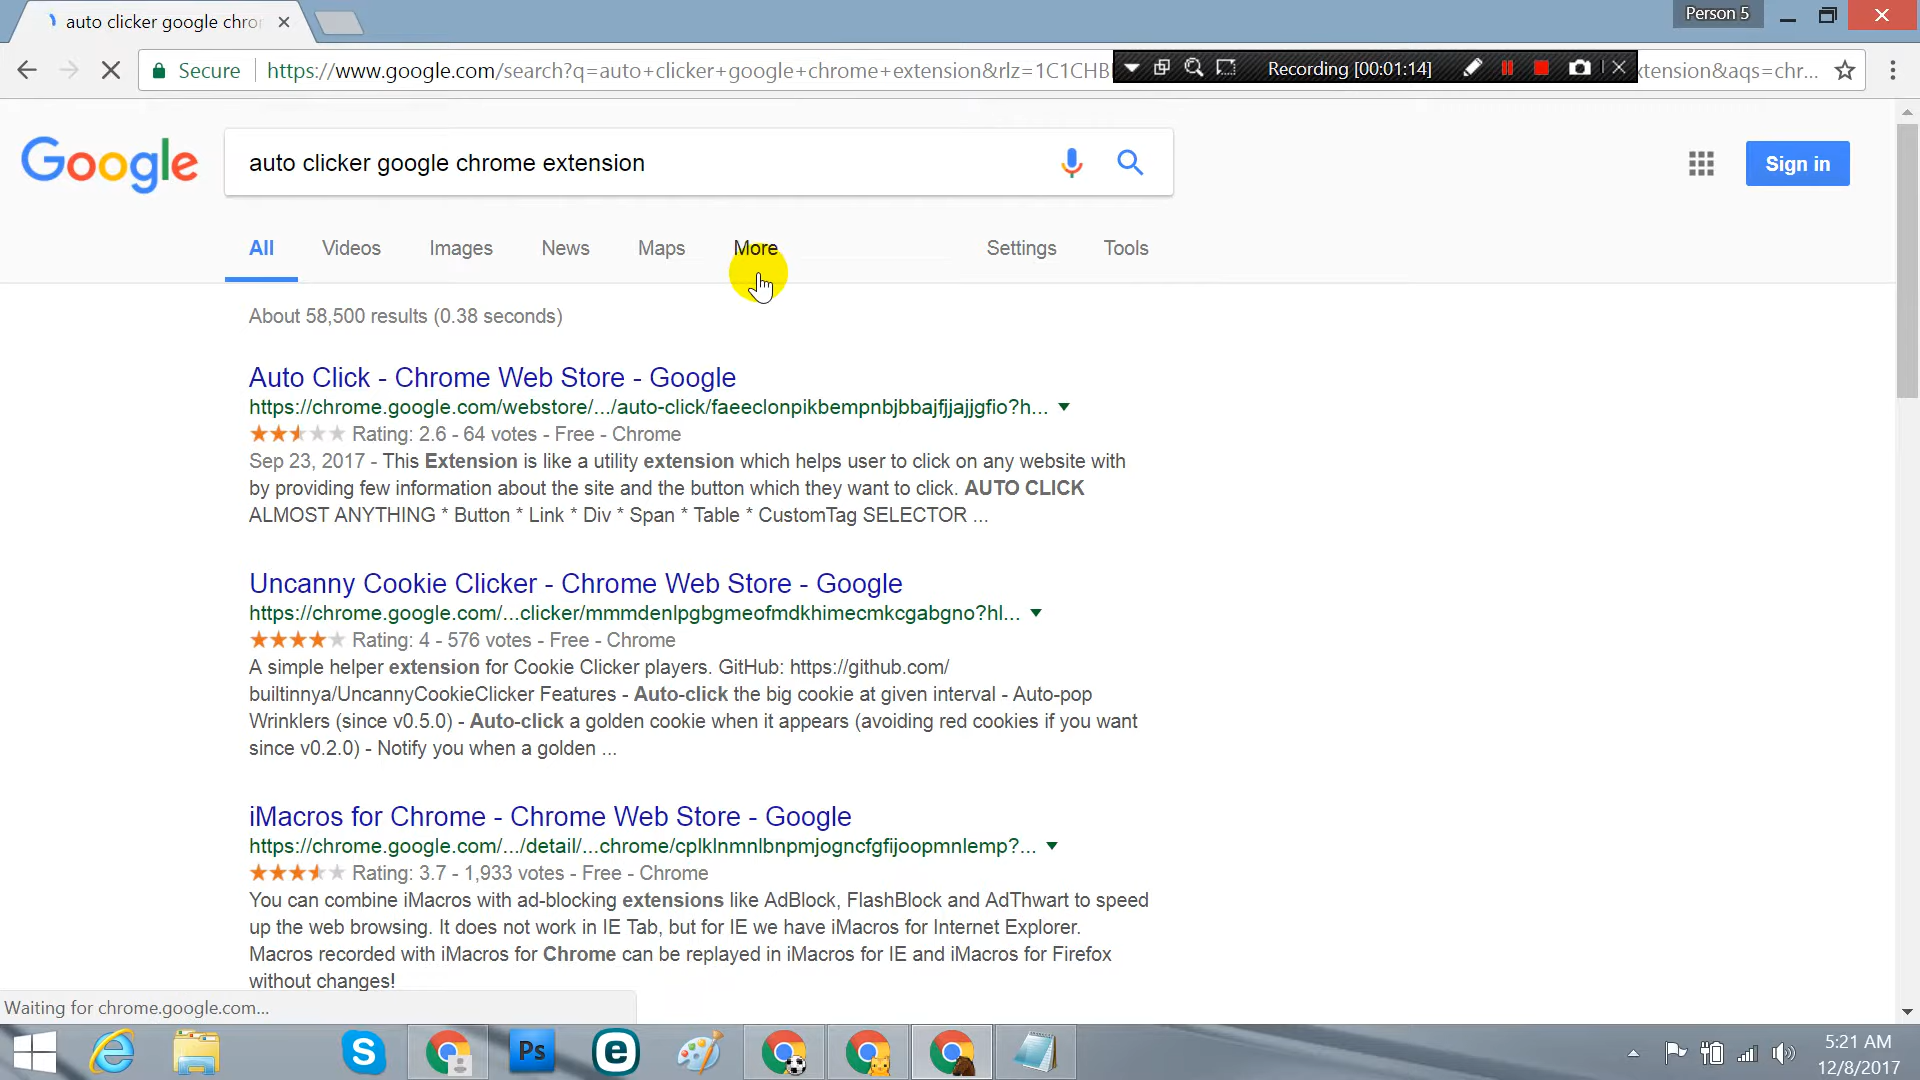 auto clicker google chro
Person 5
Secure
https://www.google.com/search?q=auto+clicker+google+chrome+extension&rlz=1C1CHB
Recording [00:01:14]
xtension&aqs=chr...
Google
auto clicker google chrome extension
Sign in
All
Videos
Images
News
Maps
More
Settings
Tools
About 58,500 results (0.38 seconds)
Auto Click - Chrome Web Store - Google
https://chrome.google.com/webstore/.../auto-click/faeeclonpikbempnbjbbajfjjajjgfio?h...
Rating: 2.6 - 64 votes - Free - Chrome
Sep 23, 2017 - This Extension is like a utility extension which helps user to click on any website with
by providing few information about the site and the button which they want to click. AUTO CLICK
ALMOST ANYTHING * Button * Link * Div * Span * Table * CustomTag SELECTOR ...
Uncanny Cookie Clicker - Chrome Web Store - Google
https://chrome.google.com/...clicker/mmmdenlpgbgmeofmdkhimecmkcgabgno?hl...
Rating: 4 - 576 votes - Free - Chrome
A simple helper extension for Cookie Clicker players. GitHub: https://github.com/
builtinnya/UncannyCookieClicker Features - Auto-click the big cookie at given interval - Auto-pop
Wrinklers (since v0.5.0) - Auto-click a golden cookie when it appears (avoiding red cookies if you want
since v0.2.0) - Notify you when a golden ...
iMacros for Chrome - Chrome Web Store - Google
https://chrome.google.com/.../detail/...chrome/cplklnmnlbnpmjogncfgfijoopmnlemp?...
Rating: 3.7 - 1,933 votes - Free - Chrome
You can combine iMacros with ad-blocking extensions like AdBlock, FlashBlock and AdThwart to speed
up the web browsing. It does not work in IE Tab, but for IE we have iMacros for Internet Explorer.
Macros recorded with iMacros for Chrome can be replayed in iMacros for IE and iMacros for Firefox
without changes!
Waiting for chrome.google.com...
Ps
5:21 AM
12/8/2017